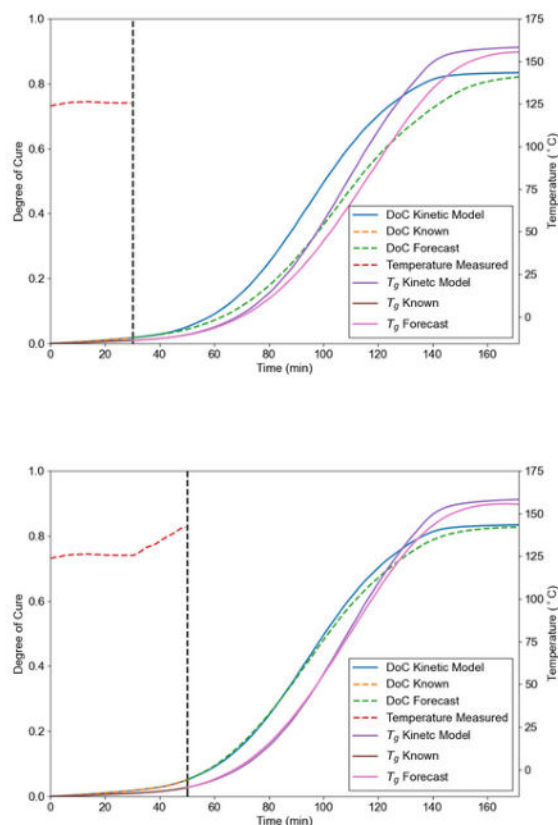 1.0
0.8
0.6
0.4
0.2
0.0
Degree of Cure
175
150
125
100
75
50
25
0
Temperature (°C)
DoC Kinetic Model
DoC Known
DoC Forecast
Temperature Measured
Tg Kinetc Model
Tg Known
Tg Forecast
0 20 40 60 80 100 120 140 160
Time (min)
1.0
0.8
0.6
0.4
0.2
0.0
Degree of Cure
175
150
125
100
75
50
25
0
Temperature (°C)
DoC Kinetic Model
DoC Known
DoC Forecast
Temperature Measured
Tg Kinetc Model
Tg Known
Tg Forecast
0 20 40 60 80 100 120 140 160
Time (min)